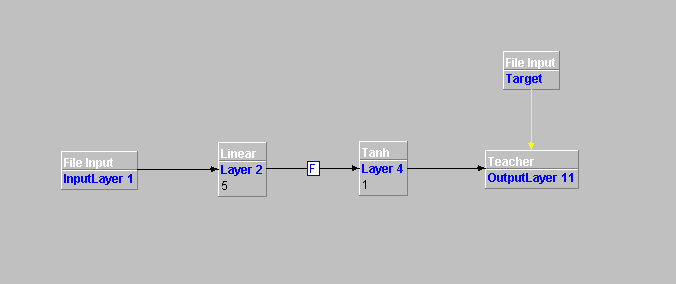 File Input
Target
File Input
InputLayer 1
Linear
Layer 2
5
F
Tanh
Layer 4
1
Teacher
OutputLayer 11